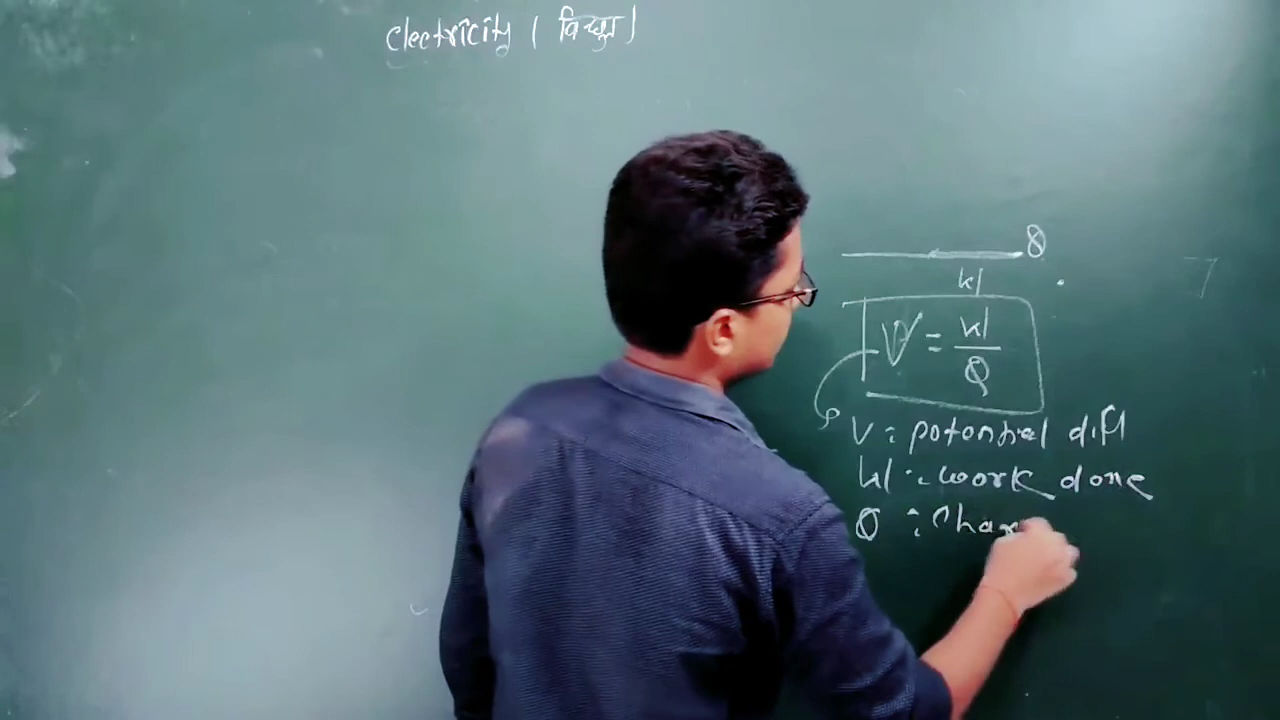 Electricity ( विद्युत )
Q
W
V = W
Q
V : potential diff
W : work done
Q : Char